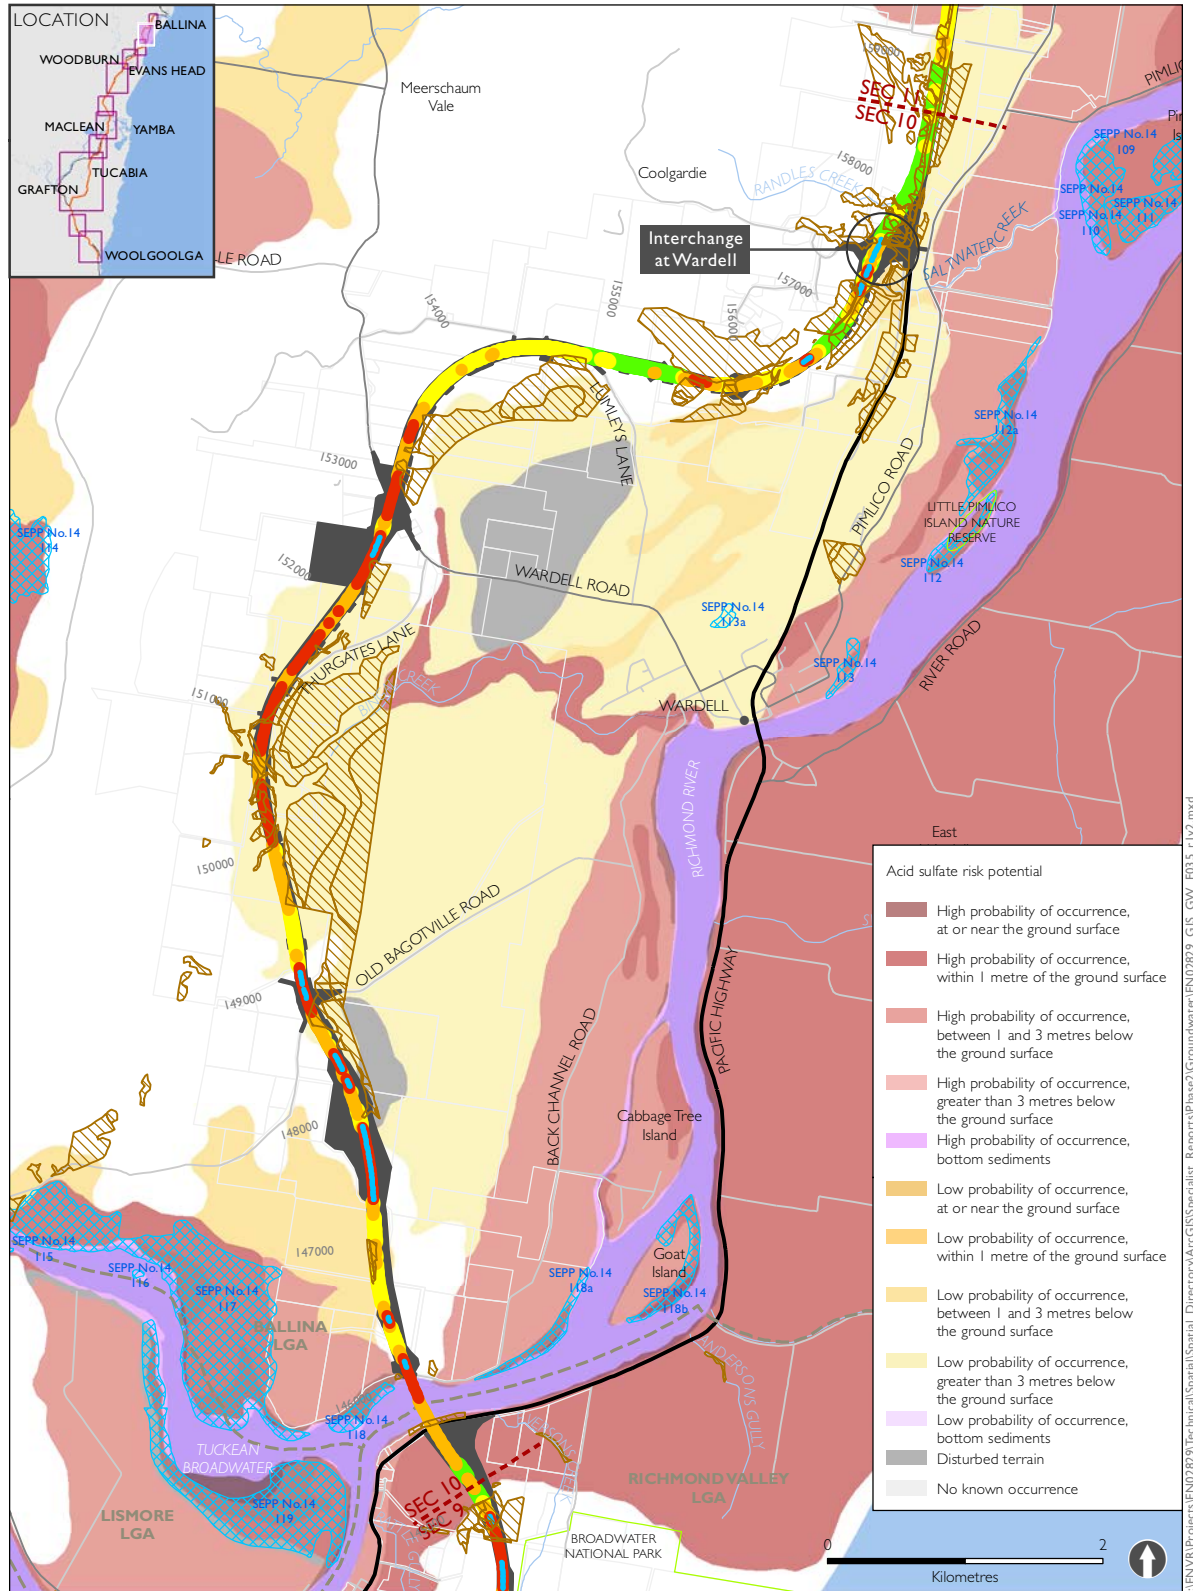 LOCATION
BALLINA
WOODBURN
EVANS HEAD
MACLEAN
YAMBA
TUCABIA
GRAFTON
WOOLGOOLGA
LLE ROAD
Meerschaum
Vale
Coolgardie
RANDLES CREEK
SALTWATER CREEK
Interchange
at Wardell
SEC 11
SEC 10
159000
158000
157000
156000
155000
154000
153000
152000
151000
150000
149000
148000
147000
PIMLICO
SEPP No.14
109
SEPP No.14
110
SEPP No.14
111
SEPP No.14
112a
LITTLE PIMLICO
ISLAND NATURE
RESERVE
SEPP No.14
112
SEPP No.14
114
LUMLEYS LANE
PIMLICO ROAD
WARDELL ROAD
SEPP No.14
113a
SEPP No.14
113
RIVER ROAD
THURGATES LANE
CREEK
WARDELL
RICHMOND RIVER
East
OLD BAGOTVILLE ROAD
BACK CHANNEL ROAD
PACIFIC HIGHWAY
Cabbage Tree
Island
Goat
Island
SEPP No.14
118a
SEPP No.14
118b
SEPP No.14
115
SEPP No.14
116
SEPP No.14
117
BALLINA
LGA
SEPP No.14
118
TUCKEAN
BROADWATER
SEPP No.14
119
LISMORE
LGA
SEC 10
SEC 9
RICHMOND VALLEY
LGA
BROADWATER
NATIONAL PARK
Acid sulfate risk potential
High probability of occurrence,
at or near the ground surface
High probability of occurrence,
within 1 metre of the ground surface
High probability of occurrence,
between 1 and 3 metres below
the ground surface
High probability of occurrence,
greater than 3 metres below
the ground surface
High probability of occurrence,
bottom sediments
Low probability of occurrence,
at or near the ground surface
Low probability of occurrence,
within 1 metre of the ground surface
Low probability of occurrence,
between 1 and 3 metres below
the ground surface
Low probability of occurrence,
greater than 3 metres below
the ground surface
Low probability of occurrence,
bottom sediments
Disturbed terrain
No known occurrence
0 2
Kilometres